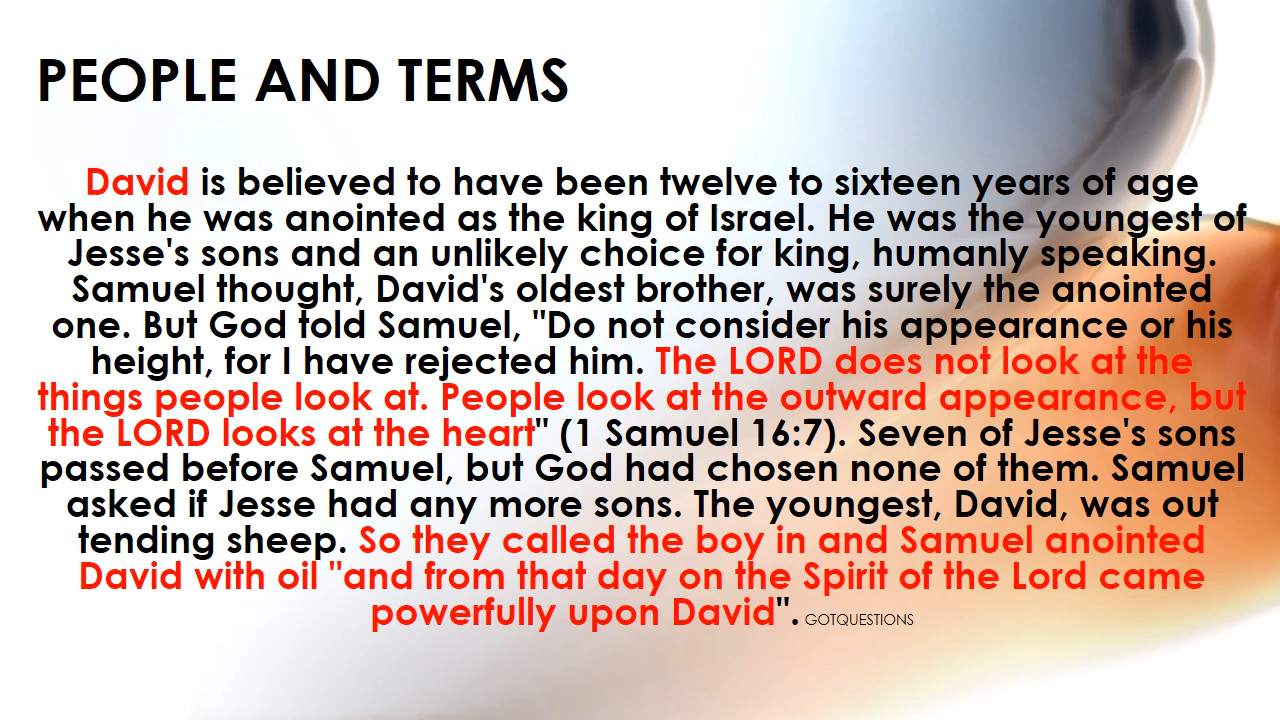 PEOPLE AND TERMS
David is believed to have been twelve to sixteen years of age
when he was anointed as the king of Israel. He was the youngest of
Jesse's sons and an unlikely choice for king, humanly speaking.
Samuel thought, David's oldest brother, was surely the anointed
one. But God told Samuel, "Do not consider his appearance or his
height, for I have rejected him. The LORD does not look at the
things people look at. People look at the outward appearance, but
the LORD looks at the heart" (1 Samuel 16:7). Seven of Jesse's sons
passed before Samuel, but God had chosen none of them. Samuel
asked if Jesse had any more sons. The youngest, David, was out
tending sheep. So they called the boy in and Samuel anointed
David with oil "and from that day on the Spirit of the Lord came
powerfully upon David". GOTQUESTIONS